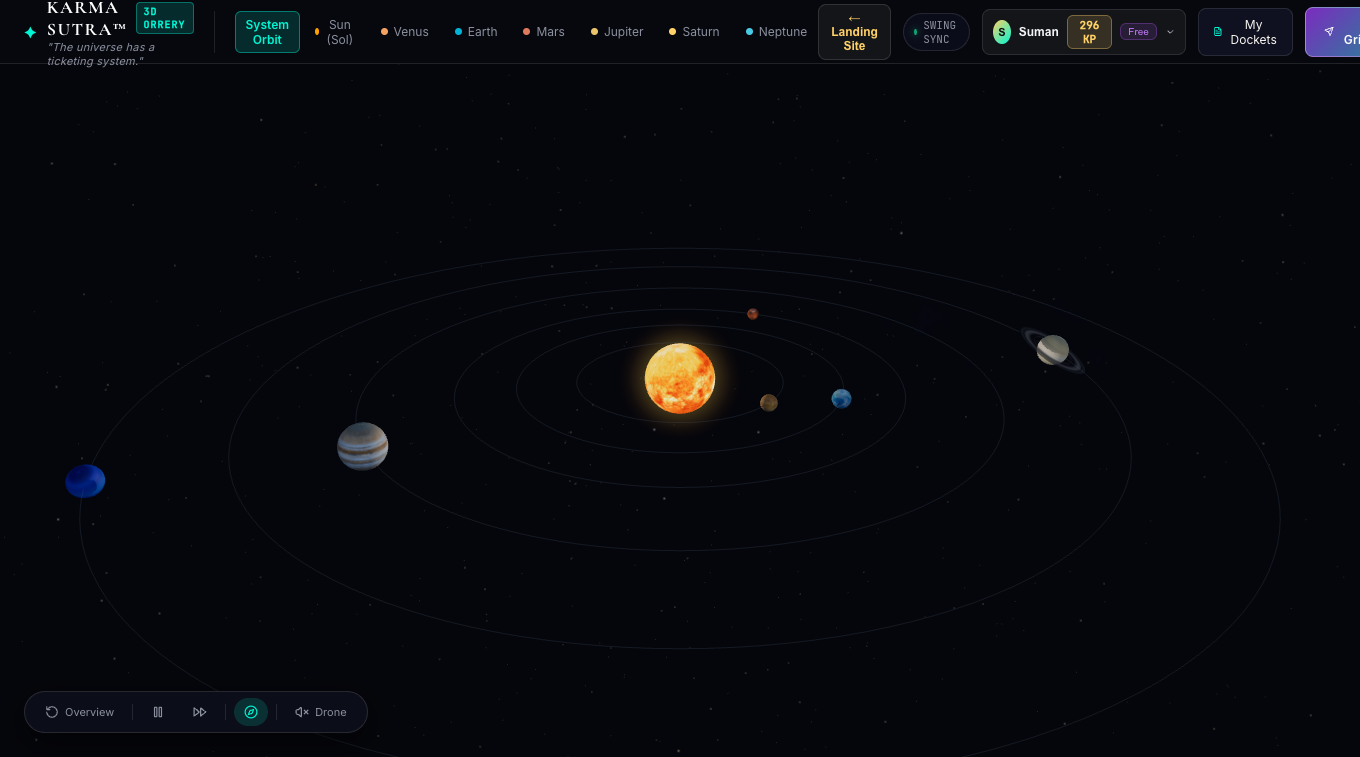 KARMA
SUTRA™
3D
ORRERY
"The universe has a
ticketing system."
System
Orbit
Sun
(Sol)
Venus
Earth
Mars
Jupiter
Saturn
Neptune
←
Landing
Site
SWING
SYNC
S
Suman
296
KP
Free
My
Dockets
Overview
Drone